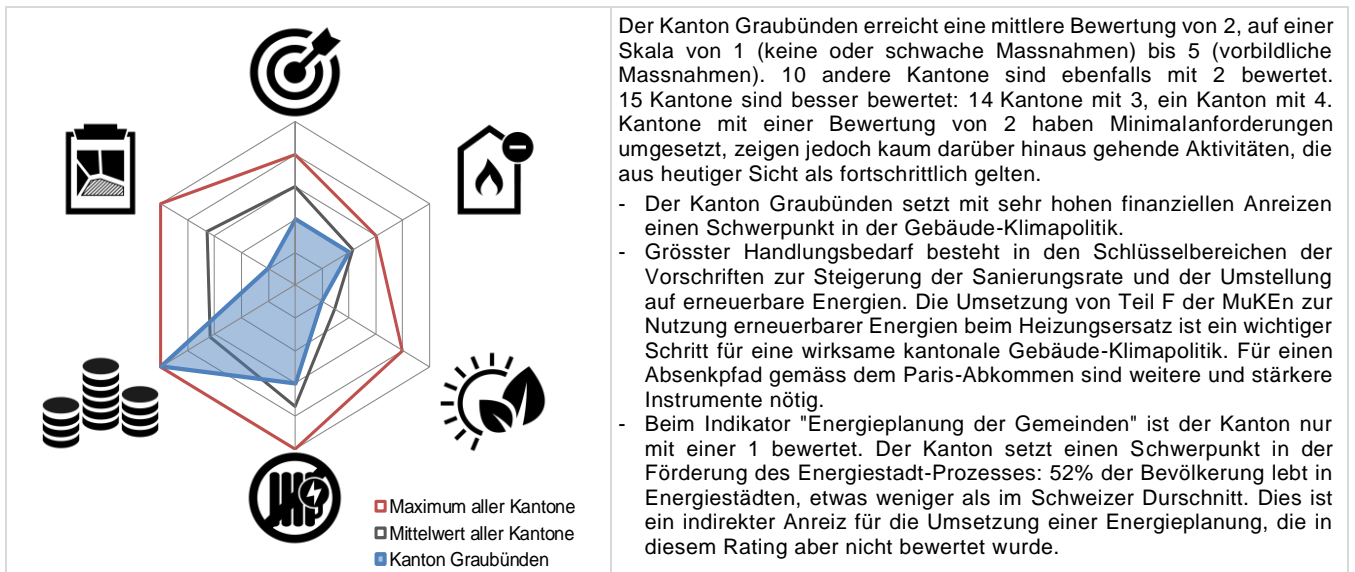 Maximum aller Kantone
Mittelwert aller Kantone
Kanton Graubünden
Der Kanton Graubünden erreicht eine mittlere Bewertung von 2, auf einer
Skala von 1 (keine oder schwache Massnahmen) bis 5 (vorbildliche
Massnahmen). 10 andere Kantone sind ebenfalls mit 2 bewertet.
15 Kantone sind besser bewertet: 14 Kantone mit 3, ein Kanton mit 4.
Kantone mit einer Bewertung von 2 haben Minimalanforderungen
umgesetzt, zeigen jedoch kaum darüber hinaus gehende Aktivitäten, die
aus heutiger Sicht als fortschrittlich gelten.
- Der Kanton Graubünden setzt mit sehr hohen finanziellen Anreizen
einen Schwerpunkt in der Gebäude-Klimapolitik.
- Grösster Handlungsbedarf besteht in den Schlüsselbereichen der
Vorschriften zur Steigerung der Sanierungsrate und der Umstellung
auf erneuerbare Energien. Die Umsetzung von Teil F der MuKEn zur
Nutzung erneuerbarer Energien beim Heizungsersatz ist ein wichtiger
Schritt für eine wirksame kantonale Gebäude-Klimapolitik. Für einen
Absenkpfad gemäss dem Paris-Abkommen sind weitere und stärkere
Instrumente nötig.
- Beim Indikator "Energieplanung der Gemeinden" ist der Kanton nur
mit einer 1 bewertet. Der Kanton setzt einen Schwerpunkt in der
Förderung des Energiestadt-Prozesses: 52% der Bevölkerung lebt in
Energiestädten, etwas weniger als im Schweizer Durschnitt. Dies ist
ein indirekter Anreiz für die Umsetzung einer Energieplanung, die in
diesem Rating aber nicht bewertet wurde.